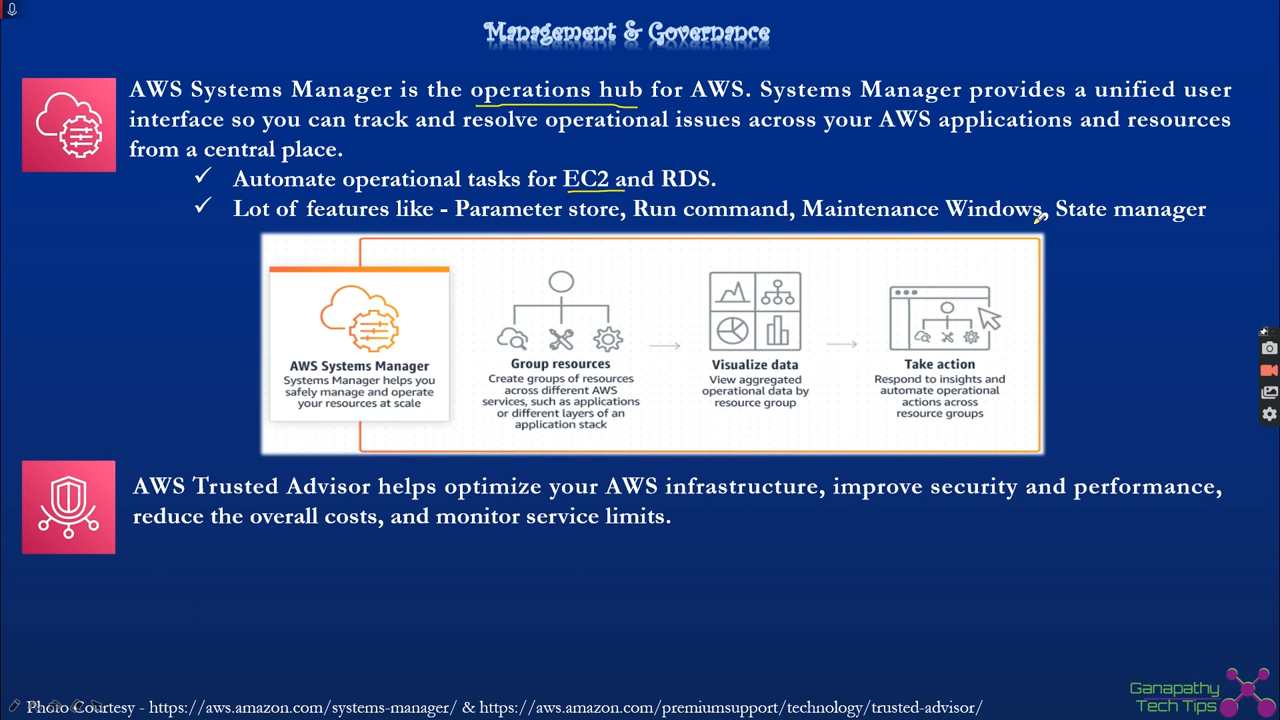 Management & Governance
AWS Systems Manager is the operations hub for AWS. Systems Manager provides a unified user
interface so you can track and resolve operational issues across your AWS applications and resources
from a central place.
✓ Automate operational tasks for EC2 and RDS.
✓ Lot of features like - Parameter store, Run command, Maintenance Windows, State manager
AWS Systems Manager
Systems Manager helps you
safely manage and operate
your resources at scale
Group resources
Create groups of resources
across different AWS
services, such as applications
or different layers of an
application stack
Visualize data
View aggregated
operational data by
resource group
Take action
Respond to insights and
automate operational
actions across
resource groups
AWS Trusted Advisor helps optimize your AWS infrastructure, improve security and performance,
reduce the overall costs, and monitor service limits.
Photo Courtesy - https://aws.amazon.com/systems-manager/ & https://aws.amazon.com/premiumsupport/technology/trusted-advisor/
Ganapathy
Tech Tips